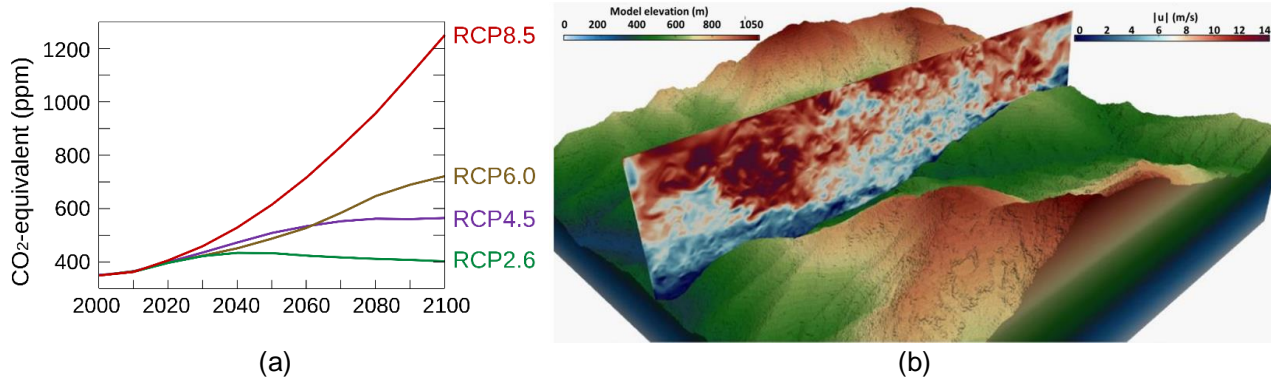 CO₂-equivalent (ppm)
1200
1000
800
600
400
2000 2020 2040 2060 2080 2100
RCP8.5
RCP6.0
RCP4.5
RCP2.6
(a)
Model elevation (m)
0 200 400 600 800 1050
|u| (m/s)
0 2 4 6 8 10 12 14
(b)